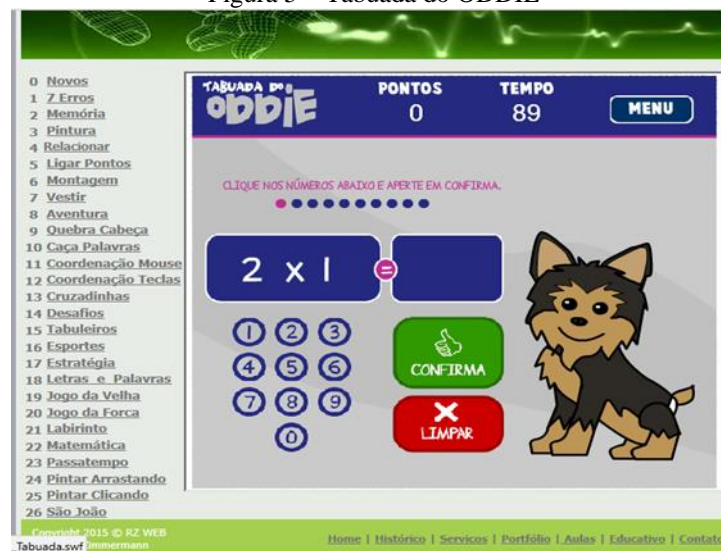 Figura 3 – Tabuada do ODDIE
0 Novos
1 7 Erros
2 Memória
3 Pintura
4 Relacionar
5 Ligar Pontos
6 Montagem
7 Vestir
8 Aventura
9 Quebra Cabeça
10 Caça Palavras
11 Coordenação Mouse
12 Coordenação Teclas
13 Cruzadinhas
14 Desafios
15 Tabuleiros
16 Esportes
17 Estratégia
18 Letras e Palavras
19 Jogo da Velha
20 Jogo da Forca
21 Labirinto
22 Matemática
23 Passatempo
24 Pintar Arrastando
25 Pintar Clicando
26 São João
TABUADA DO
ODDIE
PONTOS
0
TEMPO
89
MENU
CLIQUE NOS NÚMEROS ABAIXO E APERTE EM CONFIRMA.
2 x 1 =
1 2 3
4 5 6
7 8 9
0
CONFIRMA
LIMPAR
Copyright 2015 © RZ WEB
Tabuada.swf
Home | Histórico | Servicos | Portfólio | Aulas | Educativo | Contato